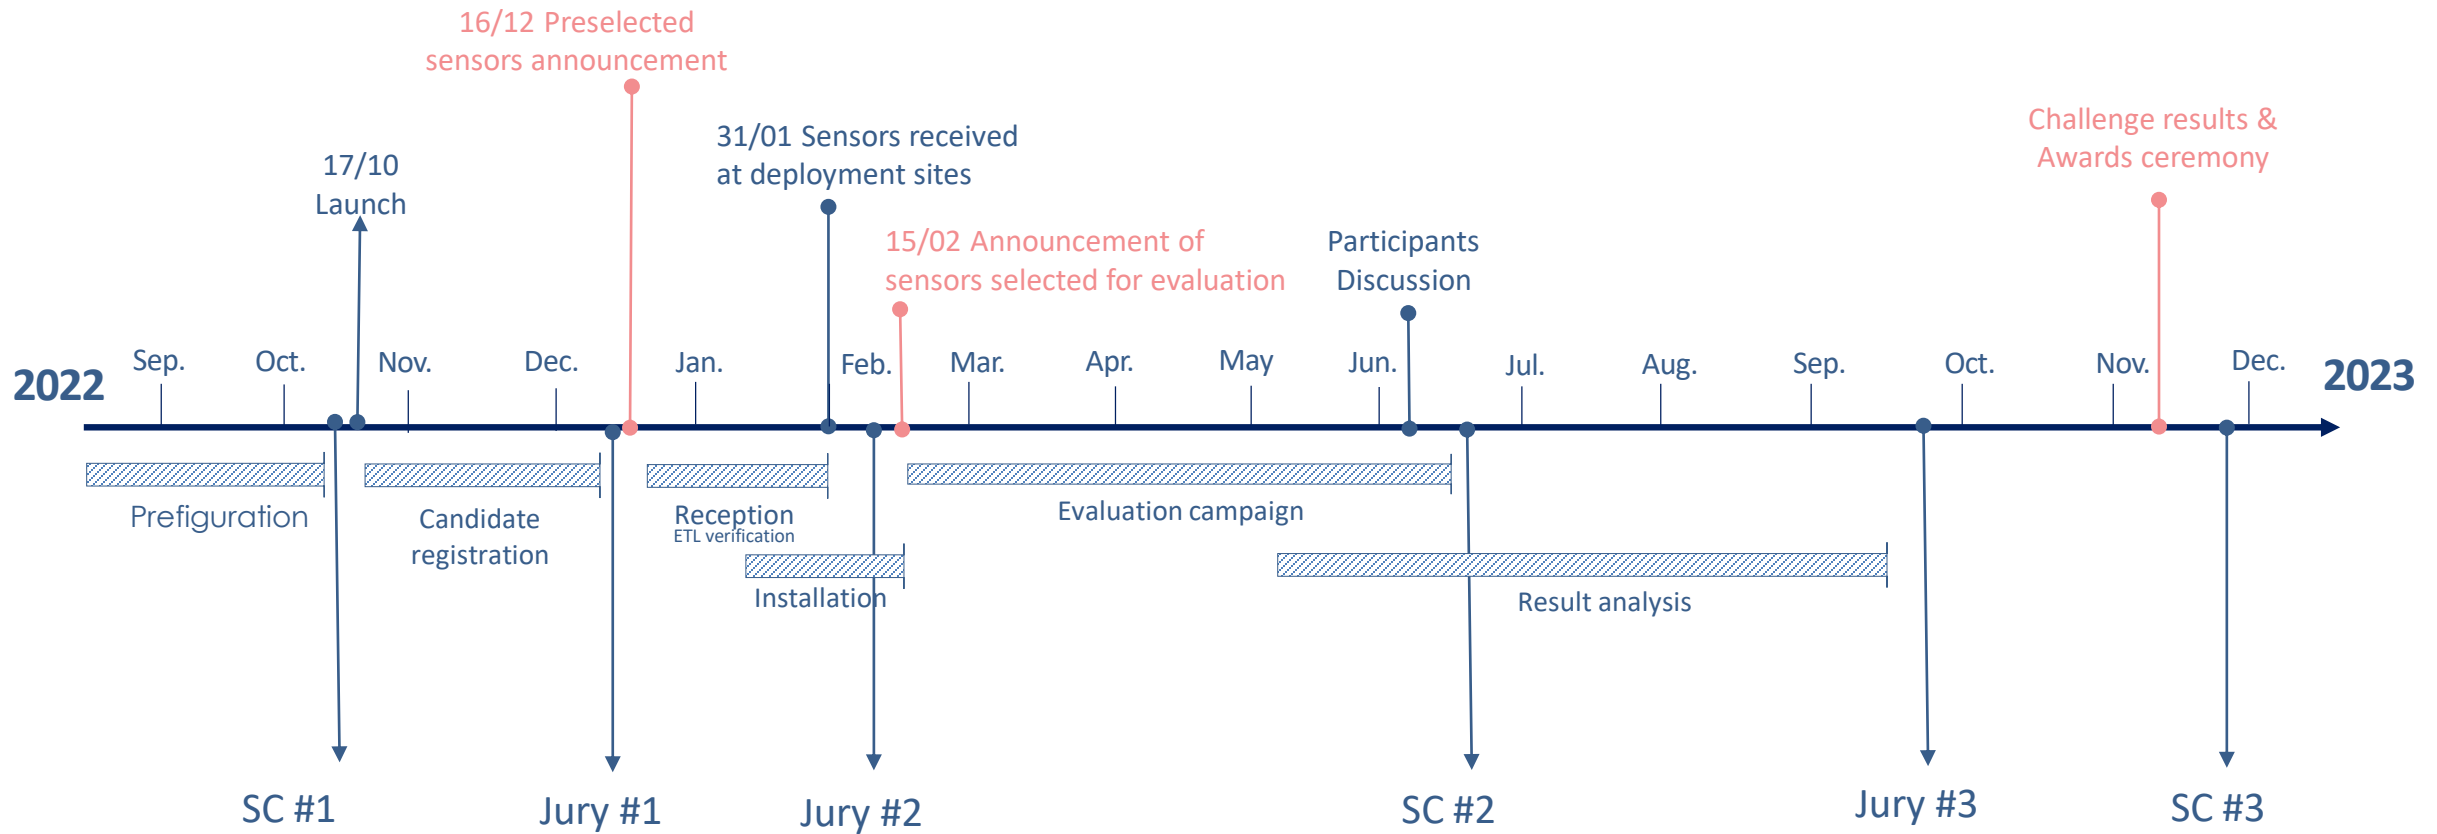 16/12 Preselected
sensors announcement
17/10
Launch
31/01 Sensors received
at deployment sites
15/02 Announcement of
sensors selected for evaluation
Participants
Discussion
Challenge results &
Awards ceremony
2022
Sep.
Oct.
Nov.
Dec.
Jan.
Feb.
Mar.
Apr.
May
Jun.
Jul.
Aug.
Sep.
Oct.
Nov.
Dec.
2023
Prefiguration
Candidate
registration
Reception
ETL verification
Installation
Evaluation campaign
Result analysis
SC #1
Jury #1
Jury #2
SC #2
Jury #3
SC #3